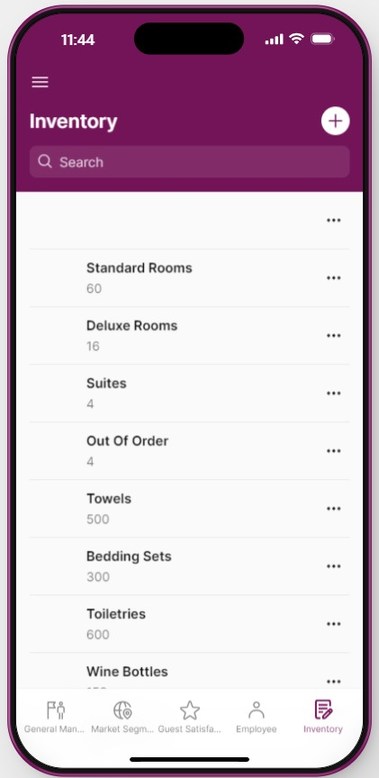 11:44
Inventory
Search
Standard Rooms
60
Deluxe Rooms
16
Suites
4
Out Of Order
4
Towels
500
Bedding Sets
300
Toiletries
600
Wine Bottles
General Man... Market Segm... Guest Satisfa... Employee Inventory